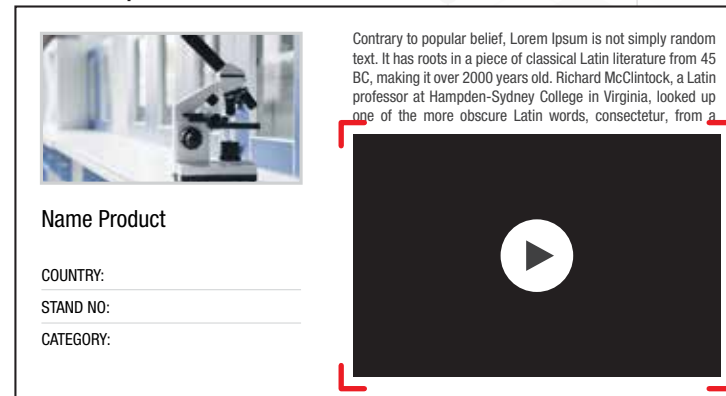 Name Product
COUNTRY:
STAND NO:
CATEGORY:
Contrary to popular belief, Lorem Ipsum is not simply random
text. It has roots in a piece of classical Latin literature from 45
BC, making it over 2000 years old. Richard McClintock, a Latin
professor at Hampden-Sydney College in Virginia, looked up
one of the more obscure Latin words, consectetur, from a